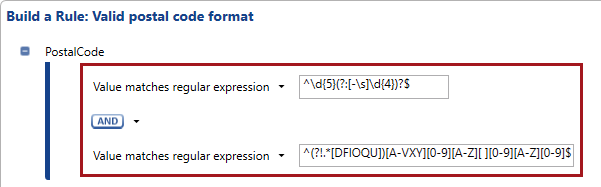 Build a Rule: Valid postal code format
PostalCode
Value matches regular expression ^\d{5}(?:[-\s]\d{4})?$
AND
Value matches regular expression ^(?!.*[DFIOQU])[A-VXY][0-9][A-Z][ ][0-9][A-Z][0-9]$